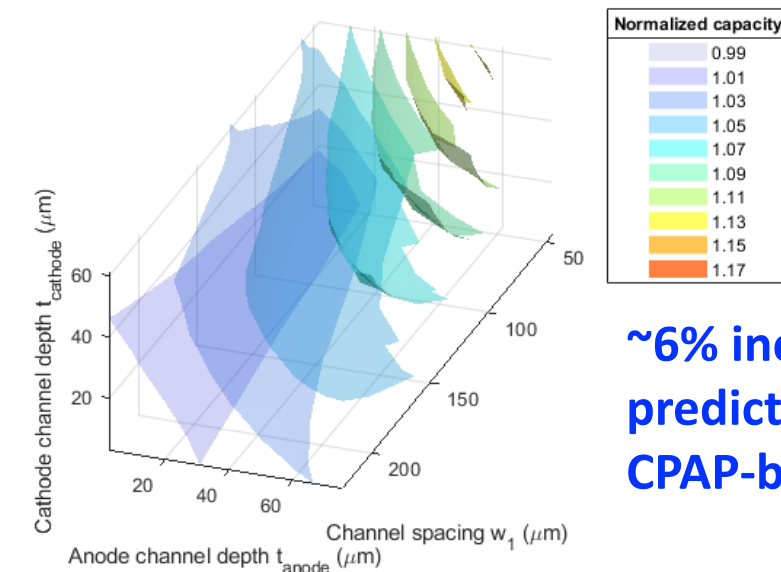 Normalized capacity
0.99
1.01
1.03
1.05
1.07
1.09
1.11
1.13
1.15
1.17
Cathode channel depth t_cathode (μm)
60
40
20
20
40
60
Anode channel depth t_anode (μm)
50
100
150
200
Channel spacing w_1 (μm)
~6% inc
predict
CPAP-b